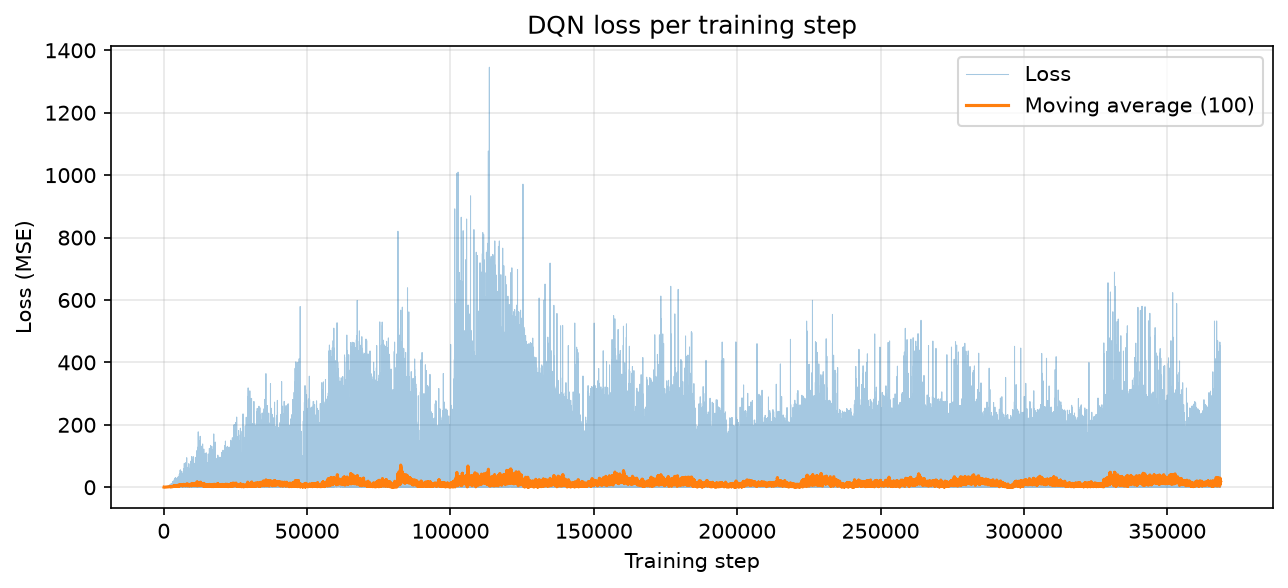 DQN loss per training step
Loss (MSE)
1400
1200
1000
800
600
400
200
0
Loss
Moving average (100)
0 50000 100000 150000 200000 250000 300000 350000
Training step